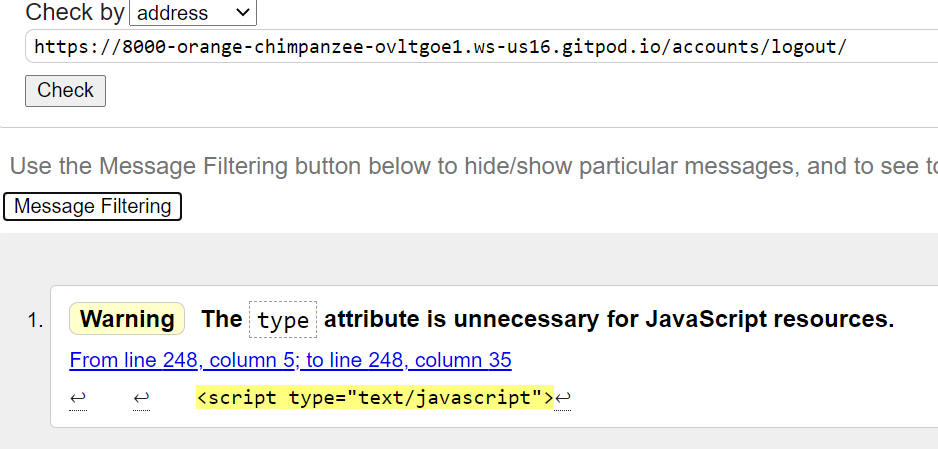 Check by address
https://8000-orange-chimpanzee-ovltgoe1.ws-us16.gitpod.io/accounts/logout/
Check
Use the Message Filtering button below to hide/show particular messages, and to see
Message Filtering
1. Warning The type attribute is unnecessary for JavaScript resources.
From line 248, column 5; to line 248, column 35
↩ ↩ <script type="text/javascript">↩